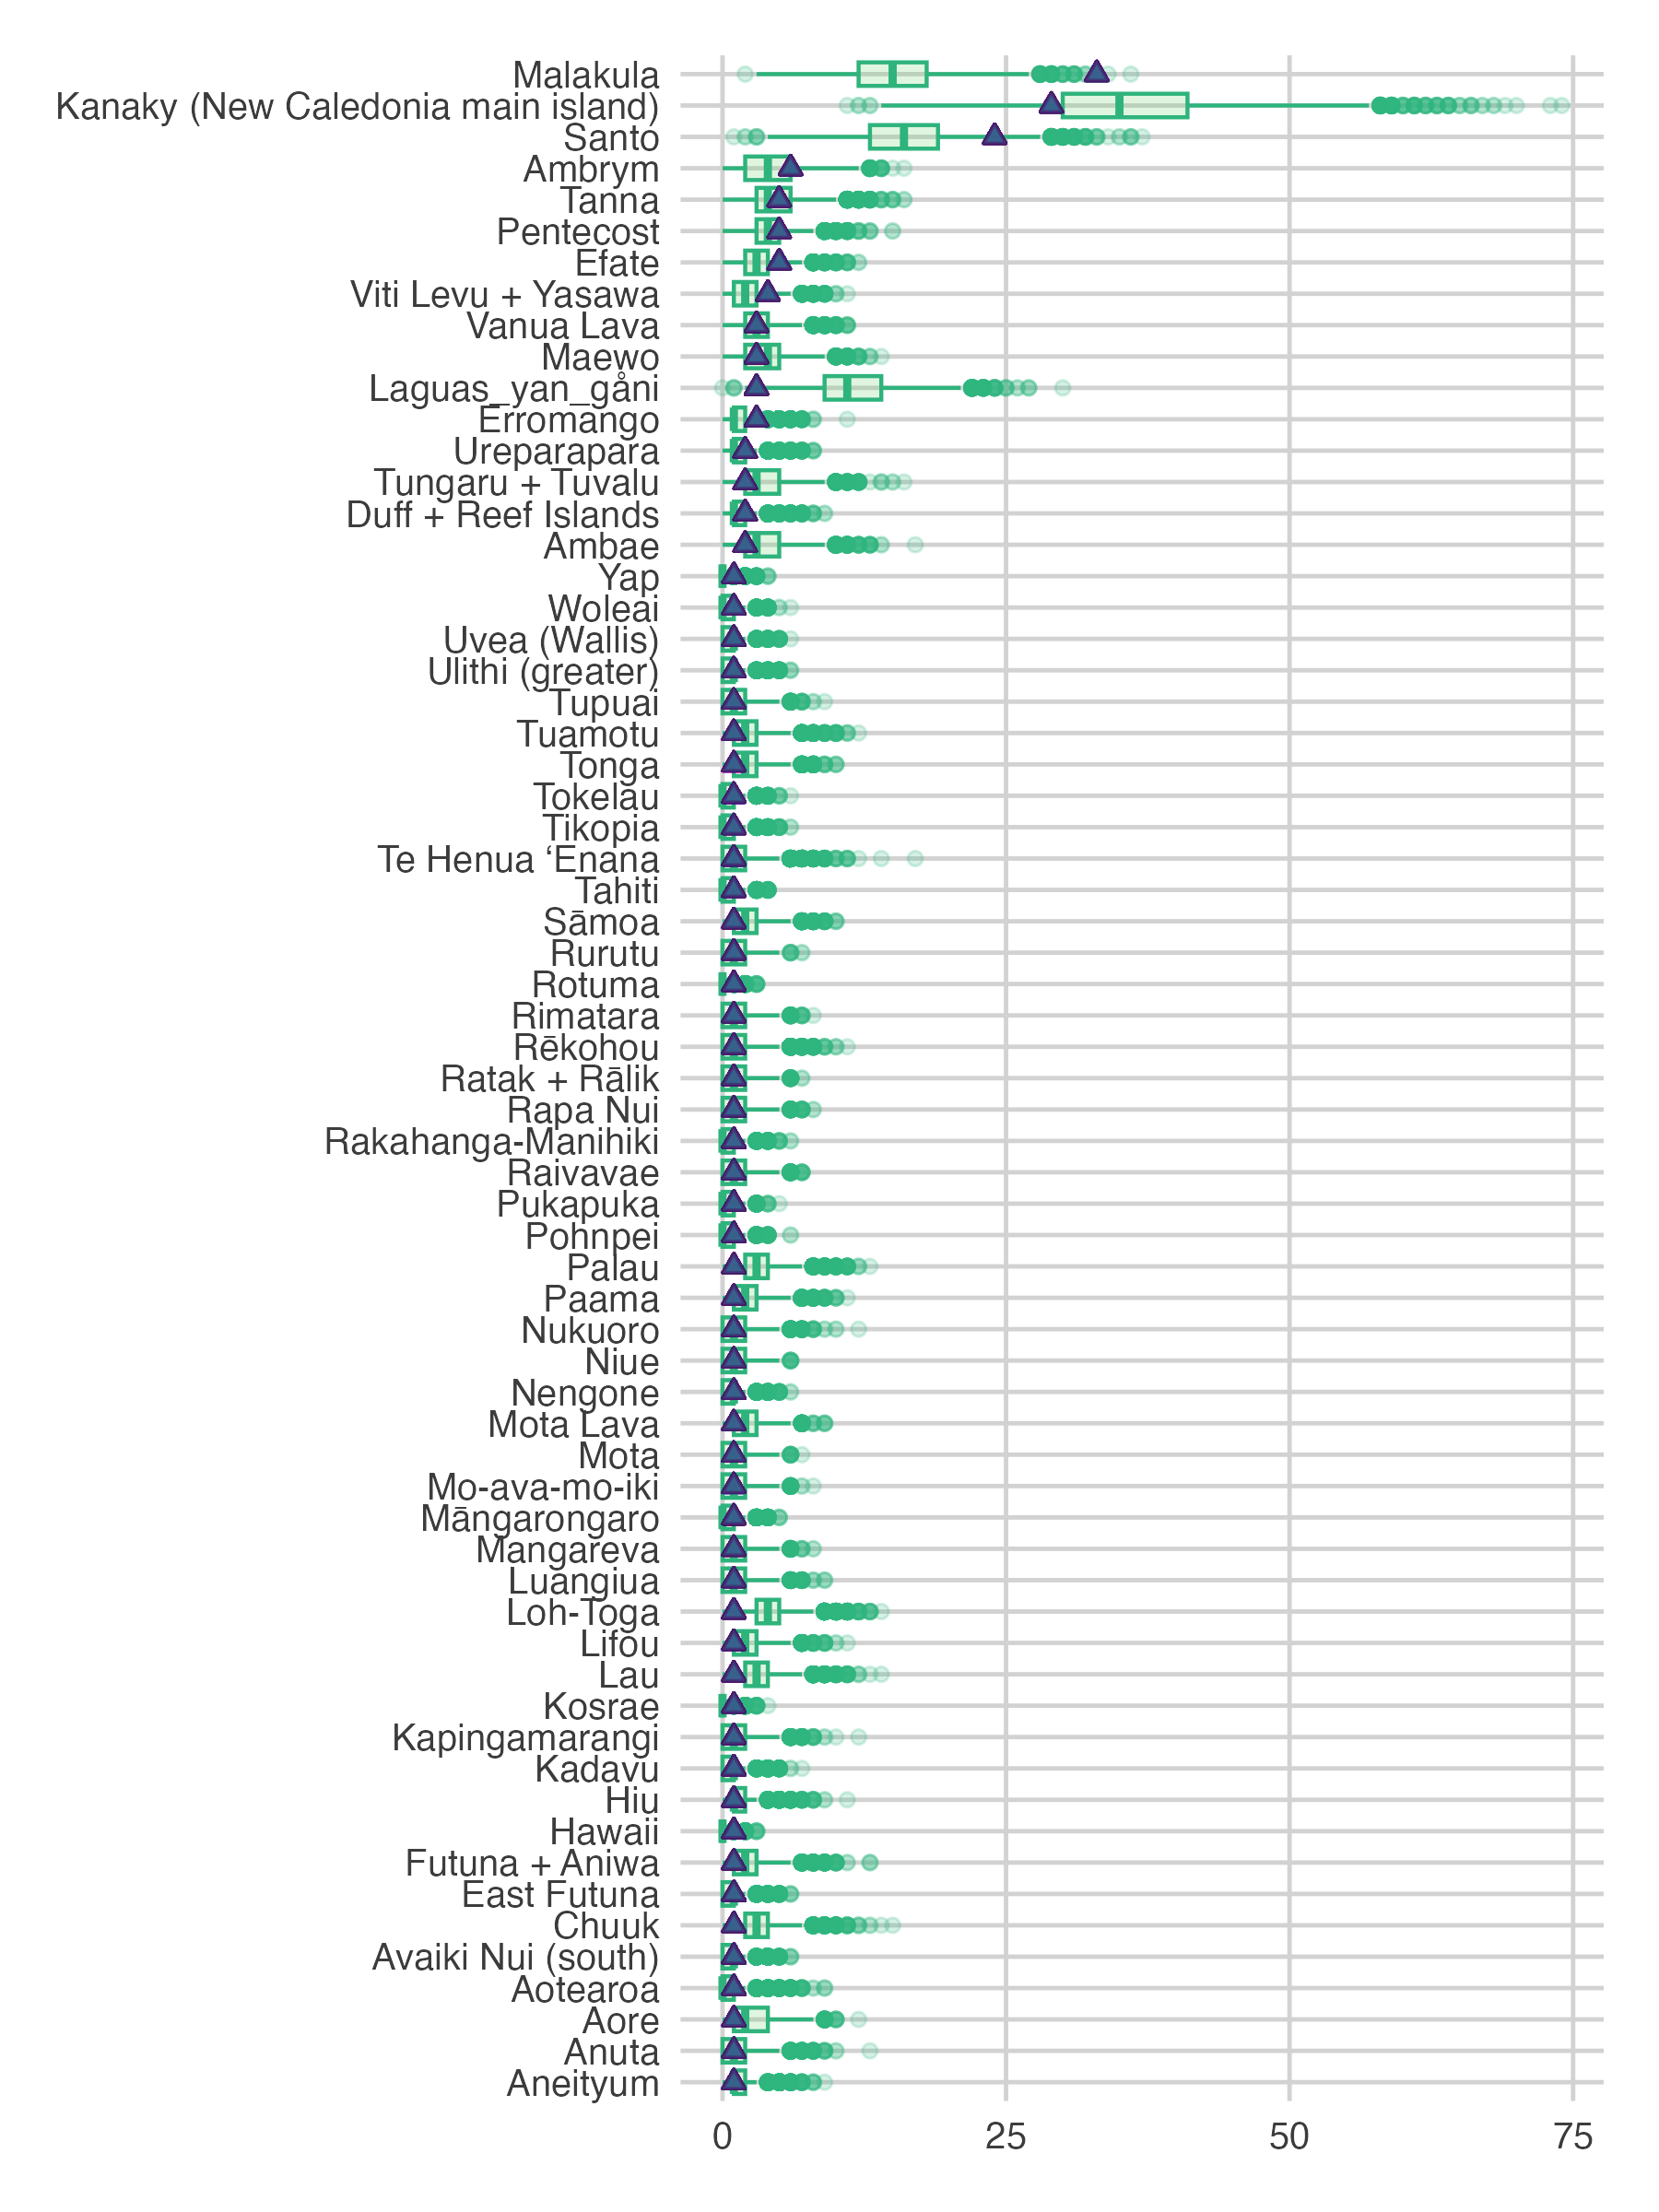 Malakula
Kanaky (New Caledonia main island)
Santo
Ambrym
Tanna
Pentecost
Efate
Viti Levu + Yasawa
Vanua Lava
Maewo
Laguas_yan_gåni
Erromango
Ureparapara
Tungaru + Tuvalu
Duff + Reef Islands
Ambae
Yap
Woleai
Uvea (Wallis)
Ulithi (greater)
Tupuai
Tuamotu
Tonga
Tokelau
Tikopia
Te Henua ‘Enana
Tahiti
Sāmoa
Rurutu
Rotuma
Rimatara
Rēkohou
Ratak + Rālik
Rapa Nui
Rakahanga-Manihiki
Raivavae
Pukapuka
Pohnpei
Palau
Paama
Nukuoro
Niue
Nengone
Mota Lava
Mota
Mo-ava-mo-iki
Māngarongaro
Mangareva
Luangiua
Loh-Toga
Lifou
Lau
Kosrae
Kapingamarangi
Kadavu
Hiu
Hawaii
Futuna + Aniwa
East Futuna
Chuuk
Avaiki Nui (south)
Aotearoa
Aore
Anuta
Aneityum
0 25 50 75